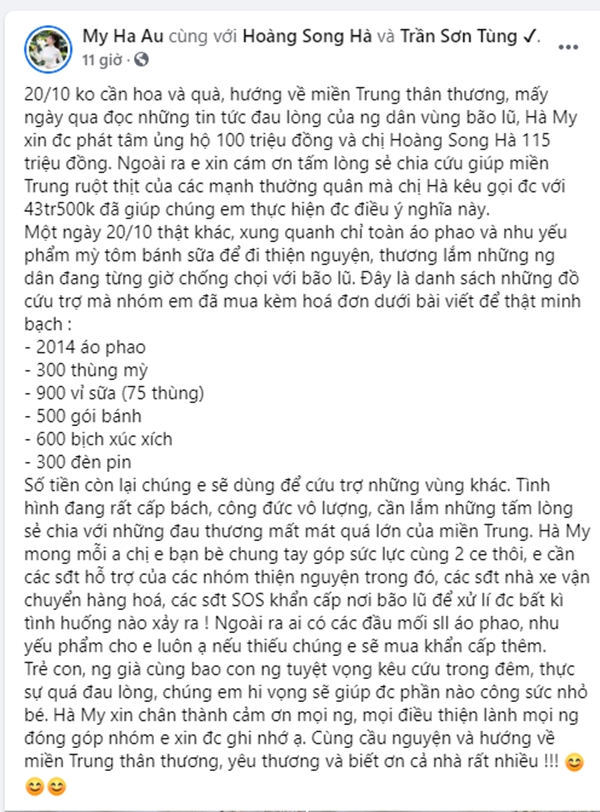 My Ha Au cùng với Hoàng Song Hà và Trần Sơn Tùng ✓.
11 giờ ·
20/10 ko cần hoa và quà, hướng về miền Trung thân thương, mấy
ngày qua đọc những tin tức đau lòng của ng dân vùng bão lũ, Hà My
xin đc phát tâm ủng hộ 100 triệu đồng và chị Hoàng Song Hà 115
triệu đồng. Ngoài ra e xin cám ơn tấm lòng sẻ chia cứu giúp miền
Trung ruột thịt của các mạnh thường quân mà chị Hà kêu gọi đc với
43tr500k đã giúp chúng em thực hiện đc điều ý nghĩa này.
Một ngày 20/10 thật khác, xung quanh chỉ toàn áo phao và nhu yếu
phẩm mỳ tôm bánh sữa để đi thiện nguyện, thương lắm những ng
dân đang từng giờ chống chọi với bão lũ. Đây là danh sách những đồ
cứu trợ mà nhóm em đã mua kèm hoá đơn dưới bài viết để thật minh
bạch :
- 2014 áo phao
- 300 thùng mỳ
- 900 vỉ sữa (75 thùng)
- 500 gói bánh
- 600 bịch xúc xích
- 300 đèn pin
Số tiền còn lại chúng e sẽ dùng để cứu trợ những vùng khác. Tình
hình đang rất cấp bách, công đức vô lượng, cần lắm những tấm lòng
sẻ chia với những đau thương mất mát quá lớn của miền Trung. Hà My
mong mỗi a chị e bạn bè chung tay góp sức lực cùng 2 ce thôi, e cần
các sđt hỗ trợ của các nhóm thiện nguyện trong đó, các sđt nhà xe vận
chuyển hàng hoá, các sđt SOS khẩn cấp nơi bão lũ để xử lí đc bất kì
tình huống nào xảy ra ! Ngoài ra ai có các đầu mối sll áo phao, nhu
yếu phẩm cho e luôn ạ nếu thiếu chúng e sẽ mua khẩn cấp thêm.
Trẻ con, ng già cùng bao con ng tuyệt vọng kêu cứu trong đêm, thực
sự quá đau lòng, chúng em hi vọng sẽ giúp đc phần nào công sức nhỏ
bé. Hà My xin chân thành cảm ơn mọi ng, mọi điều thiện lành mọi ng
đóng góp nhóm e xin đc ghi nhớ ạ. Cùng cầu nguyện và hướng về
miền Trung thân thương, yêu thương và biết ơn cả nhà rất nhiều !!! 😊
😊😊